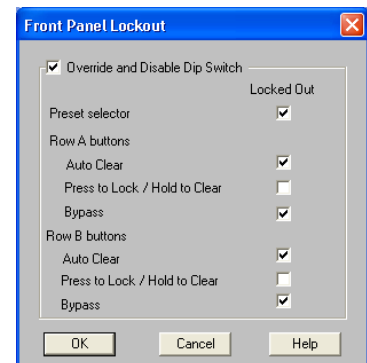 Front Panel Lockout
Override and Disable Dip Switch
Locked Out
Preset selector
Row A buttons
Auto Clear
Press to Lock / Hold to Clear
Bypass
Row B buttons
Auto Clear
Press to Lock / Hold to Clear
Bypass
OK Cancel Help